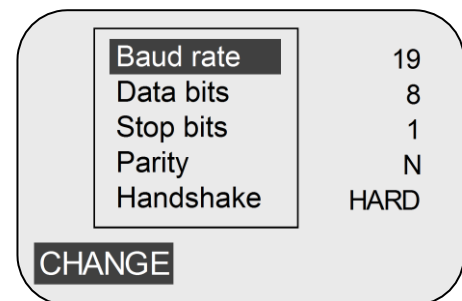 Baud rate 19
Data bits 8
Stop bits 1
Parity N
Handshake HARD
CHANGE